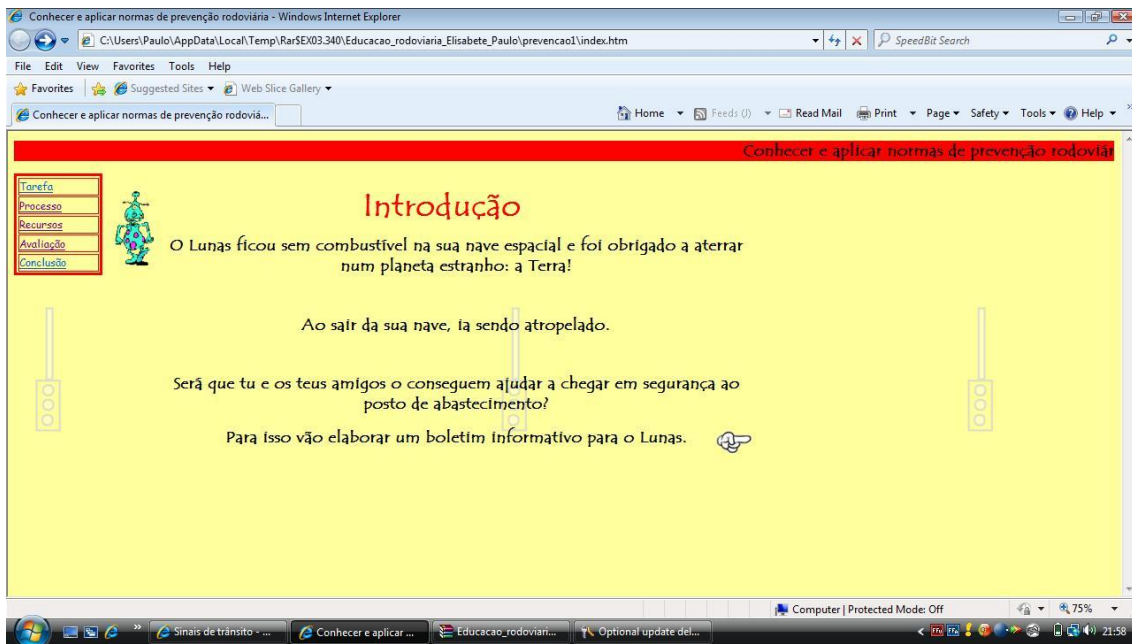 Conhecer e aplicar normas de prevenção rodoviária - Windows Internet Explorer
C:\Users\Paulo\AppData\Local\Temp\Rar$EX03.340\Educacao_rodoviaria_Elisabete_Paulo\prevencao1\index.htm
SpeedBit Search
File Edit View Favorites Tools Help
Favorites Suggested Sites Web Slice Gallery
Conhecer e aplicar normas de prevenção rodoviá...
Home Feeds (J) Read Mail Print Page Safety Tools Help
Conhecer e aplicar normas de prevenção rodoviár
Tarefa
Processo
Recursos
Avaliação
Conclusão
Introdução
O Lunas ficou sem combustível na sua nave espacial e foi obrigado a aterrar
num planeta estranho: a Terra!
Ao sair da sua nave, ia sendo atropelado.
Será que tu e os teus amigos o conseguem ajudar a chegar em segurança ao
posto de abastecimento?
Para isso vão elaborar um boletim informativo para o Lunas.
Computer | Protected Mode: Off
75%
Sinais de trânsito - ...
Conhecer e aplicar ...
Educacao_rodoviari...
Optional update del...
21:58